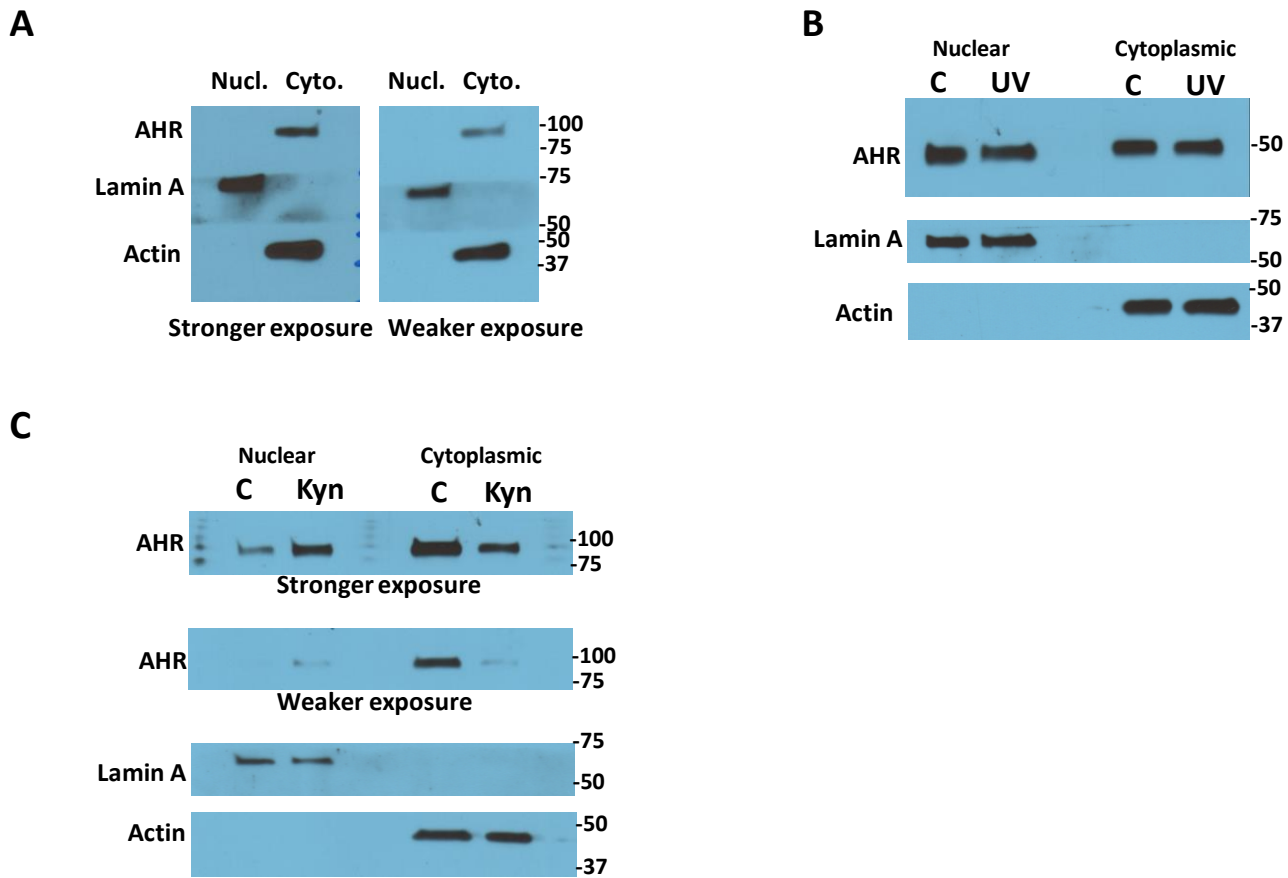 A
Nucl. Cyto. Nucl. Cyto.
AHR
-100
-75
Lamin A
-75
-50
Actin
-50
-37
Stronger exposure Weaker exposure
B
Nuclear Cytoplasmic
C UV C UV
AHR
-50
Lamin A
-75
-50
Actin
-50
-37
C
Nuclear Cytoplasmic
C Kyn C Kyn
AHR
-100
-75
Stronger exposure
AHR
-100
-75
Weaker exposure
Lamin A
-75
-50
Actin
-50
-37